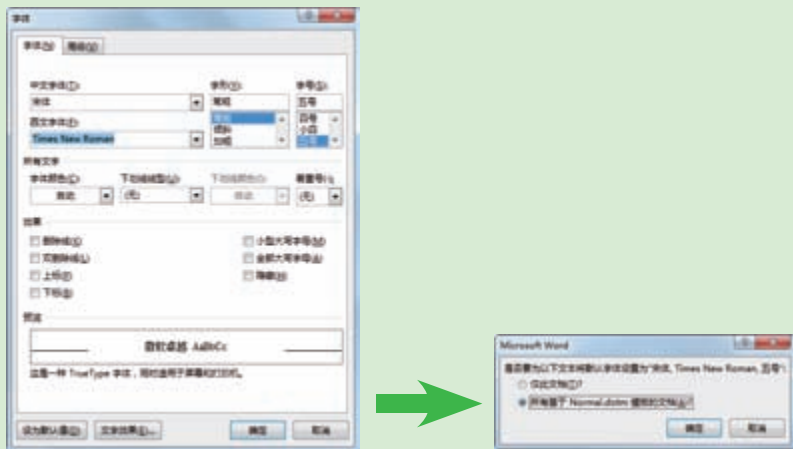 字体
字体(N) 高级(V)
中文字体(T): 字形(Y): 字号(S):
宋体 常规 五号
西文字体(F): 常规 四号
Times New Roman 倾斜 小四
加粗 五号
所有文字
字体颜色(C): 下划线线型(U): 下划线颜色(I): 着重号(·):
自动 (无) 自动 (无)
效果
删除线(K) 小型大写字母(M)
双删除线(L) 全部大写字母(A)
上标(P) 隐藏(H)
下标(B)
预览
微软卓越 AaBbCc
这是一种 TrueType 字体，同时适用于屏幕和打印机。
设为默认值(D) 文字效果(E)... 确定 取消
Microsoft Word
是否要为以下文本将默认字体设置为"宋体, Times New Roman, 五号":
仅此文档(T)?
所有基于 Normal.dotm 模板的文档(A)?
确定 取消